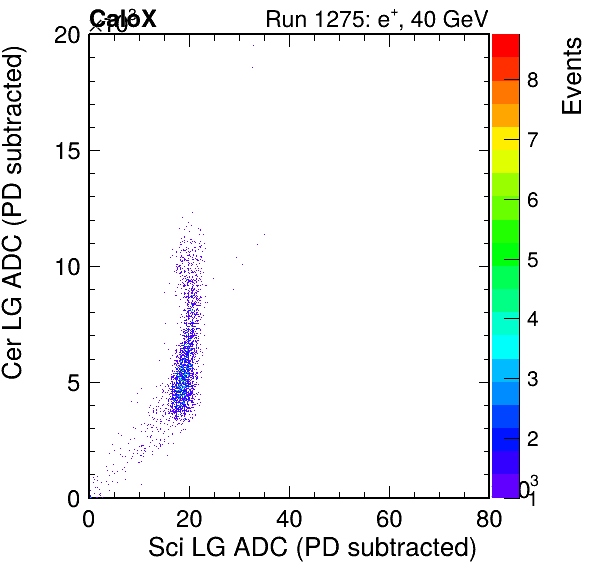 CaloX Run 1275: e+, 40 GeV
×10³
Cer LG ADC (PD subtracted)
20
15
10
5
0
0 20 40 60 80
Sci LG ADC (PD subtracted)
Events
8
7
6
5
4
3
2
1